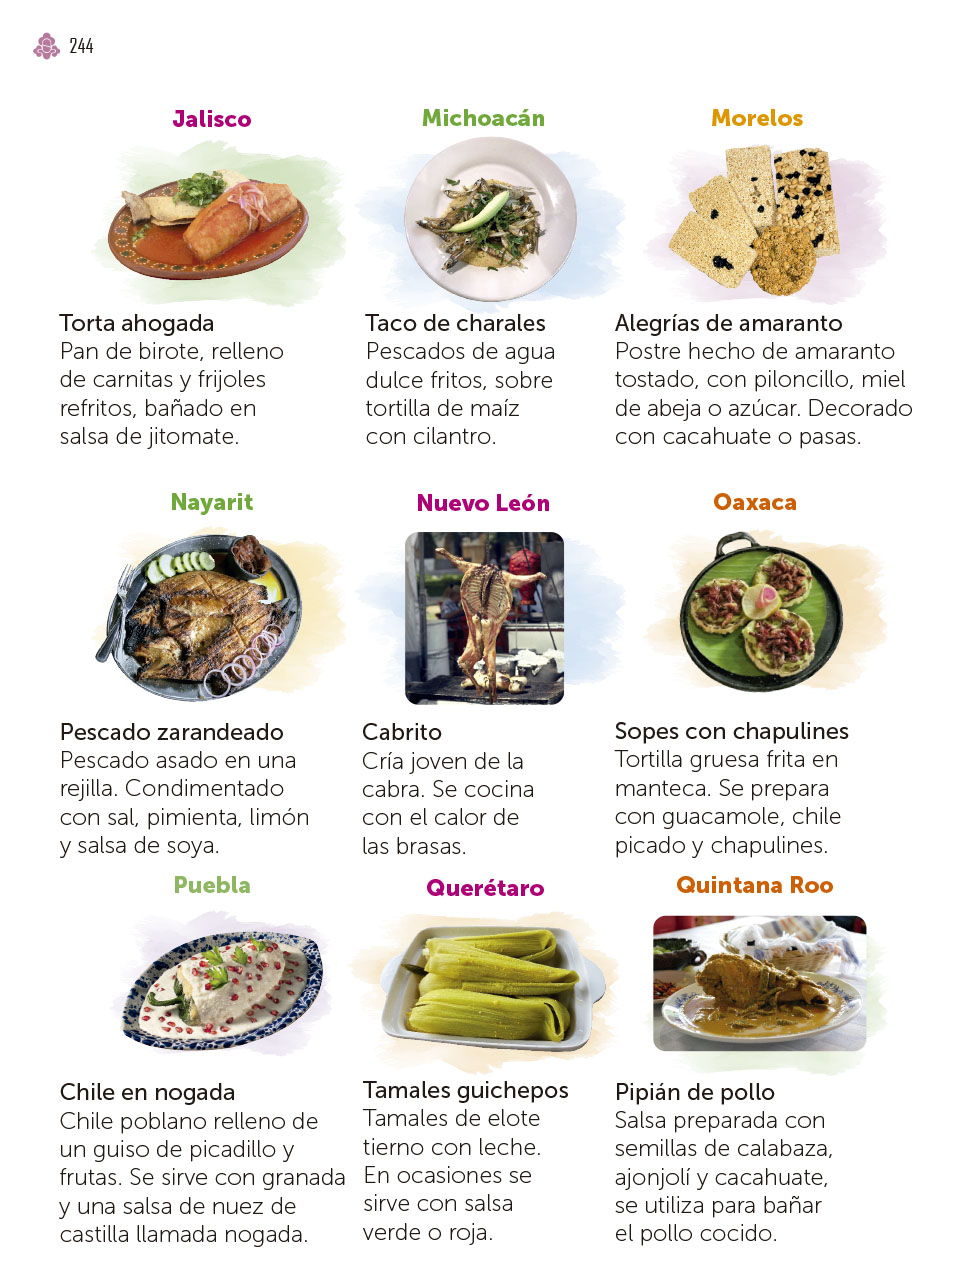 244
Jalisco
Torta ahogada
Pan de birote, relleno
de carnitas y frijoles
refritos, bañado en
salsa de jitomate.
Michoacán
Taco de charales
Pescados de agua
dulce fritos, sobre
tortilla de maíz
con cilantro.
Morelos
Alegrías de amaranto
Postre hecho de amaranto
tostado, con piloncillo, miel
de abeja o azúcar. Decorado
con cacahuate o pasas.
Nayarit
Pescado zarandeado
Pescado asado en una
rejilla. Condimentado
con sal, pimienta, limón
y salsa de soya.
Nuevo León
Cabrito
Cría joven de la
cabra. Se cocina
con el calor de
las brasas.
Oaxaca
Sopes con chapulines
Tortilla gruesa frita en
manteca. Se prepara
con guacamole, chile
picado y chapulines.
Puebla
Chile en nogada
Chile poblano relleno de
un guiso de picadillo y
frutas. Se sirve con granada
y una salsa de nuez de
castilla llamada nogada.
Querétaro
Tamales guichepos
Tamales de elote
tierno con leche.
En ocasiones se
sirve con salsa
verde o roja.
Quintana Roo
Pipián de pollo
Salsa preparada con
semillas de calabaza,
ajonjolí y cacahuate,
se utiliza para bañar
el pollo cocido.